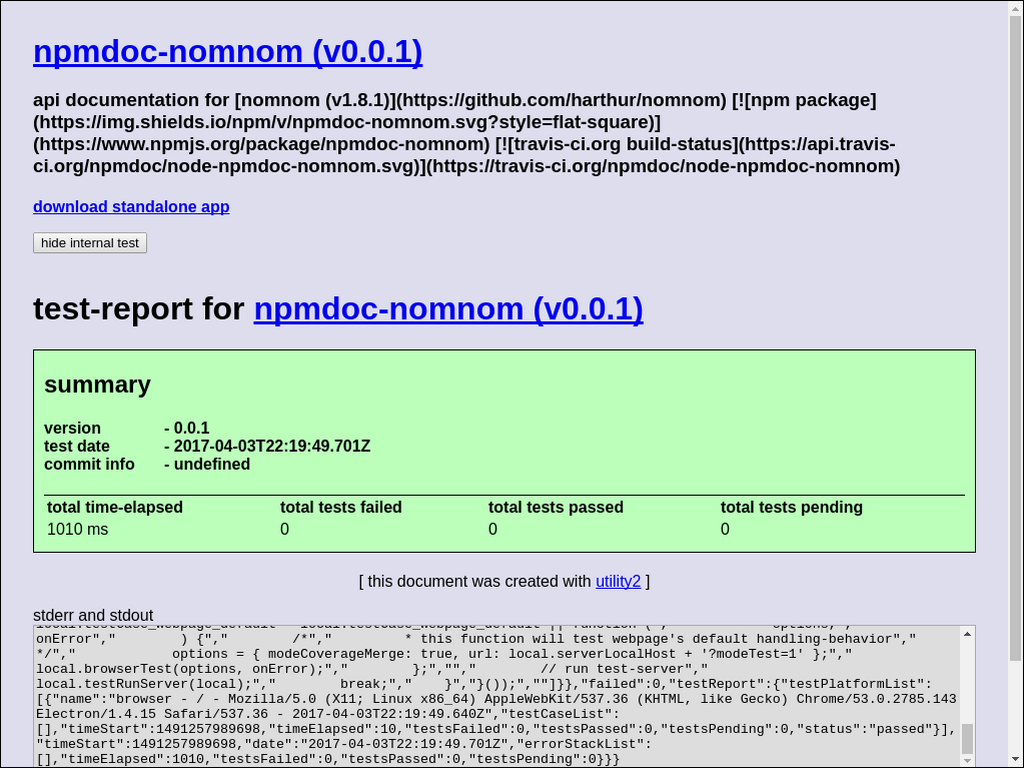 npmdoc-nomnom (v0.0.1)
api documentation for [nomnom (v1.8.1)](https://github.com/harthur/nomnom) [![npm package]
(https://img.shields.io/npm/v/npmdoc-nomnom.svg?style=flat-square)]
(https://www.npmjs.org/package/npmdoc-nomnom) [![travis-ci.org build-status](https://api.travis-
ci.org/npmdoc/node-npmdoc-nomnom.svg)](https://travis-ci.org/npmdoc/node-npmdoc-nomnom)
download standalone app
hide internal test
test-report for npmdoc-nomnom (v0.0.1)
summary
version - 0.0.1
test date - 2017-04-03T22:19:49.701Z
commit info - undefined
total time-elapsed total tests failed total tests passed total tests pending
1010 ms 0 0 0
[ this document was created with utility2 ]
stderr and stdout
onError","        ) {","        /*","         * this function will test webpage's default handling-behavior","
*/","            options = { modeCoverageMerge: true, url: local.serverLocalHost + '?modeTest=1' };","
local.browserTest(options, onError);","        };","","        // run test-server","
local.testRunServer(local);","        break;","    }","}());",""]}},"failed":0,"testReport":{"testPlatformList":
[{"name":"browser - / - Mozilla/5.0 (X11; Linux x86_64) AppleWebKit/537.36 (KHTML, like Gecko) Chrome/53.0.2785.143
Electron/1.4.15 Safari/537.36 - 2017-04-03T22:19:49.640Z","testCaseList":
[],"timeStart":1491257989698,"timeElapsed":10,"testsFailed":0,"testsPassed":0,"testsPending":0,"status":"passed"}],
"timeStart":1491257989698,"date":"2017-04-03T22:19:49.701Z","errorStackList":
[],"timeElapsed":1010,"testsFailed":0,"testsPassed":0,"testsPending":0}}}